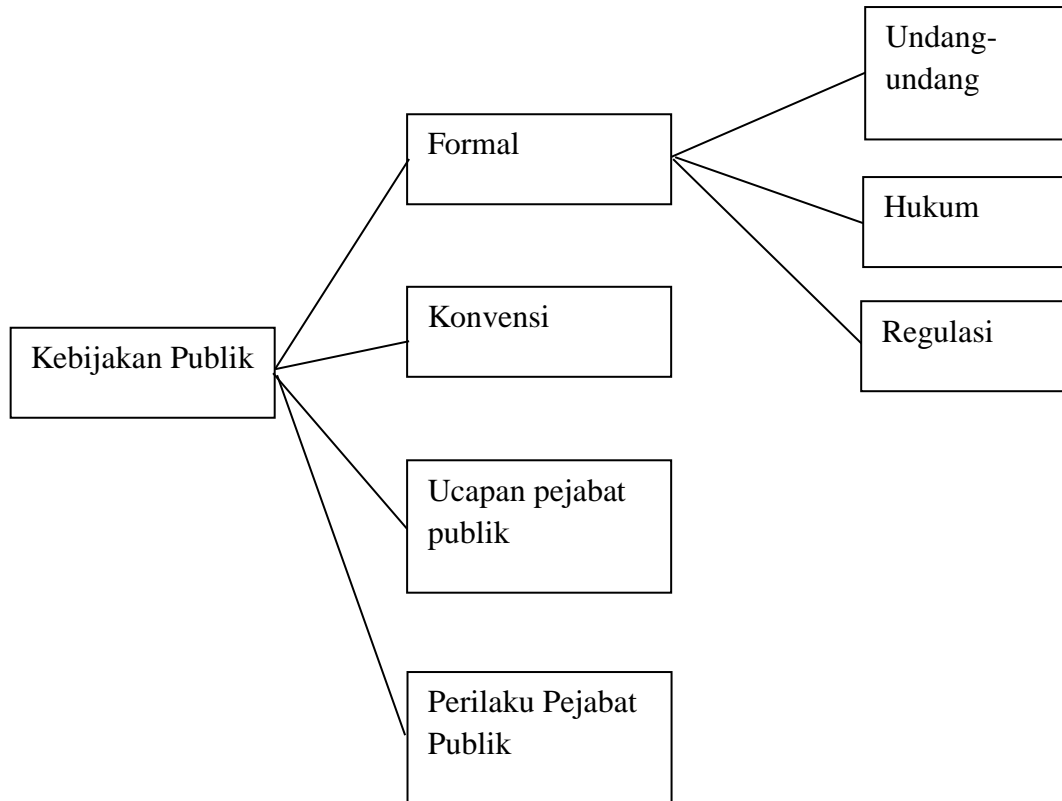 Undang-
undang
Formal
Hukum
Konvensi
Regulasi
Kebijakan Publik
Ucapan pejabat
publik
Perilaku Pejabat
Publik